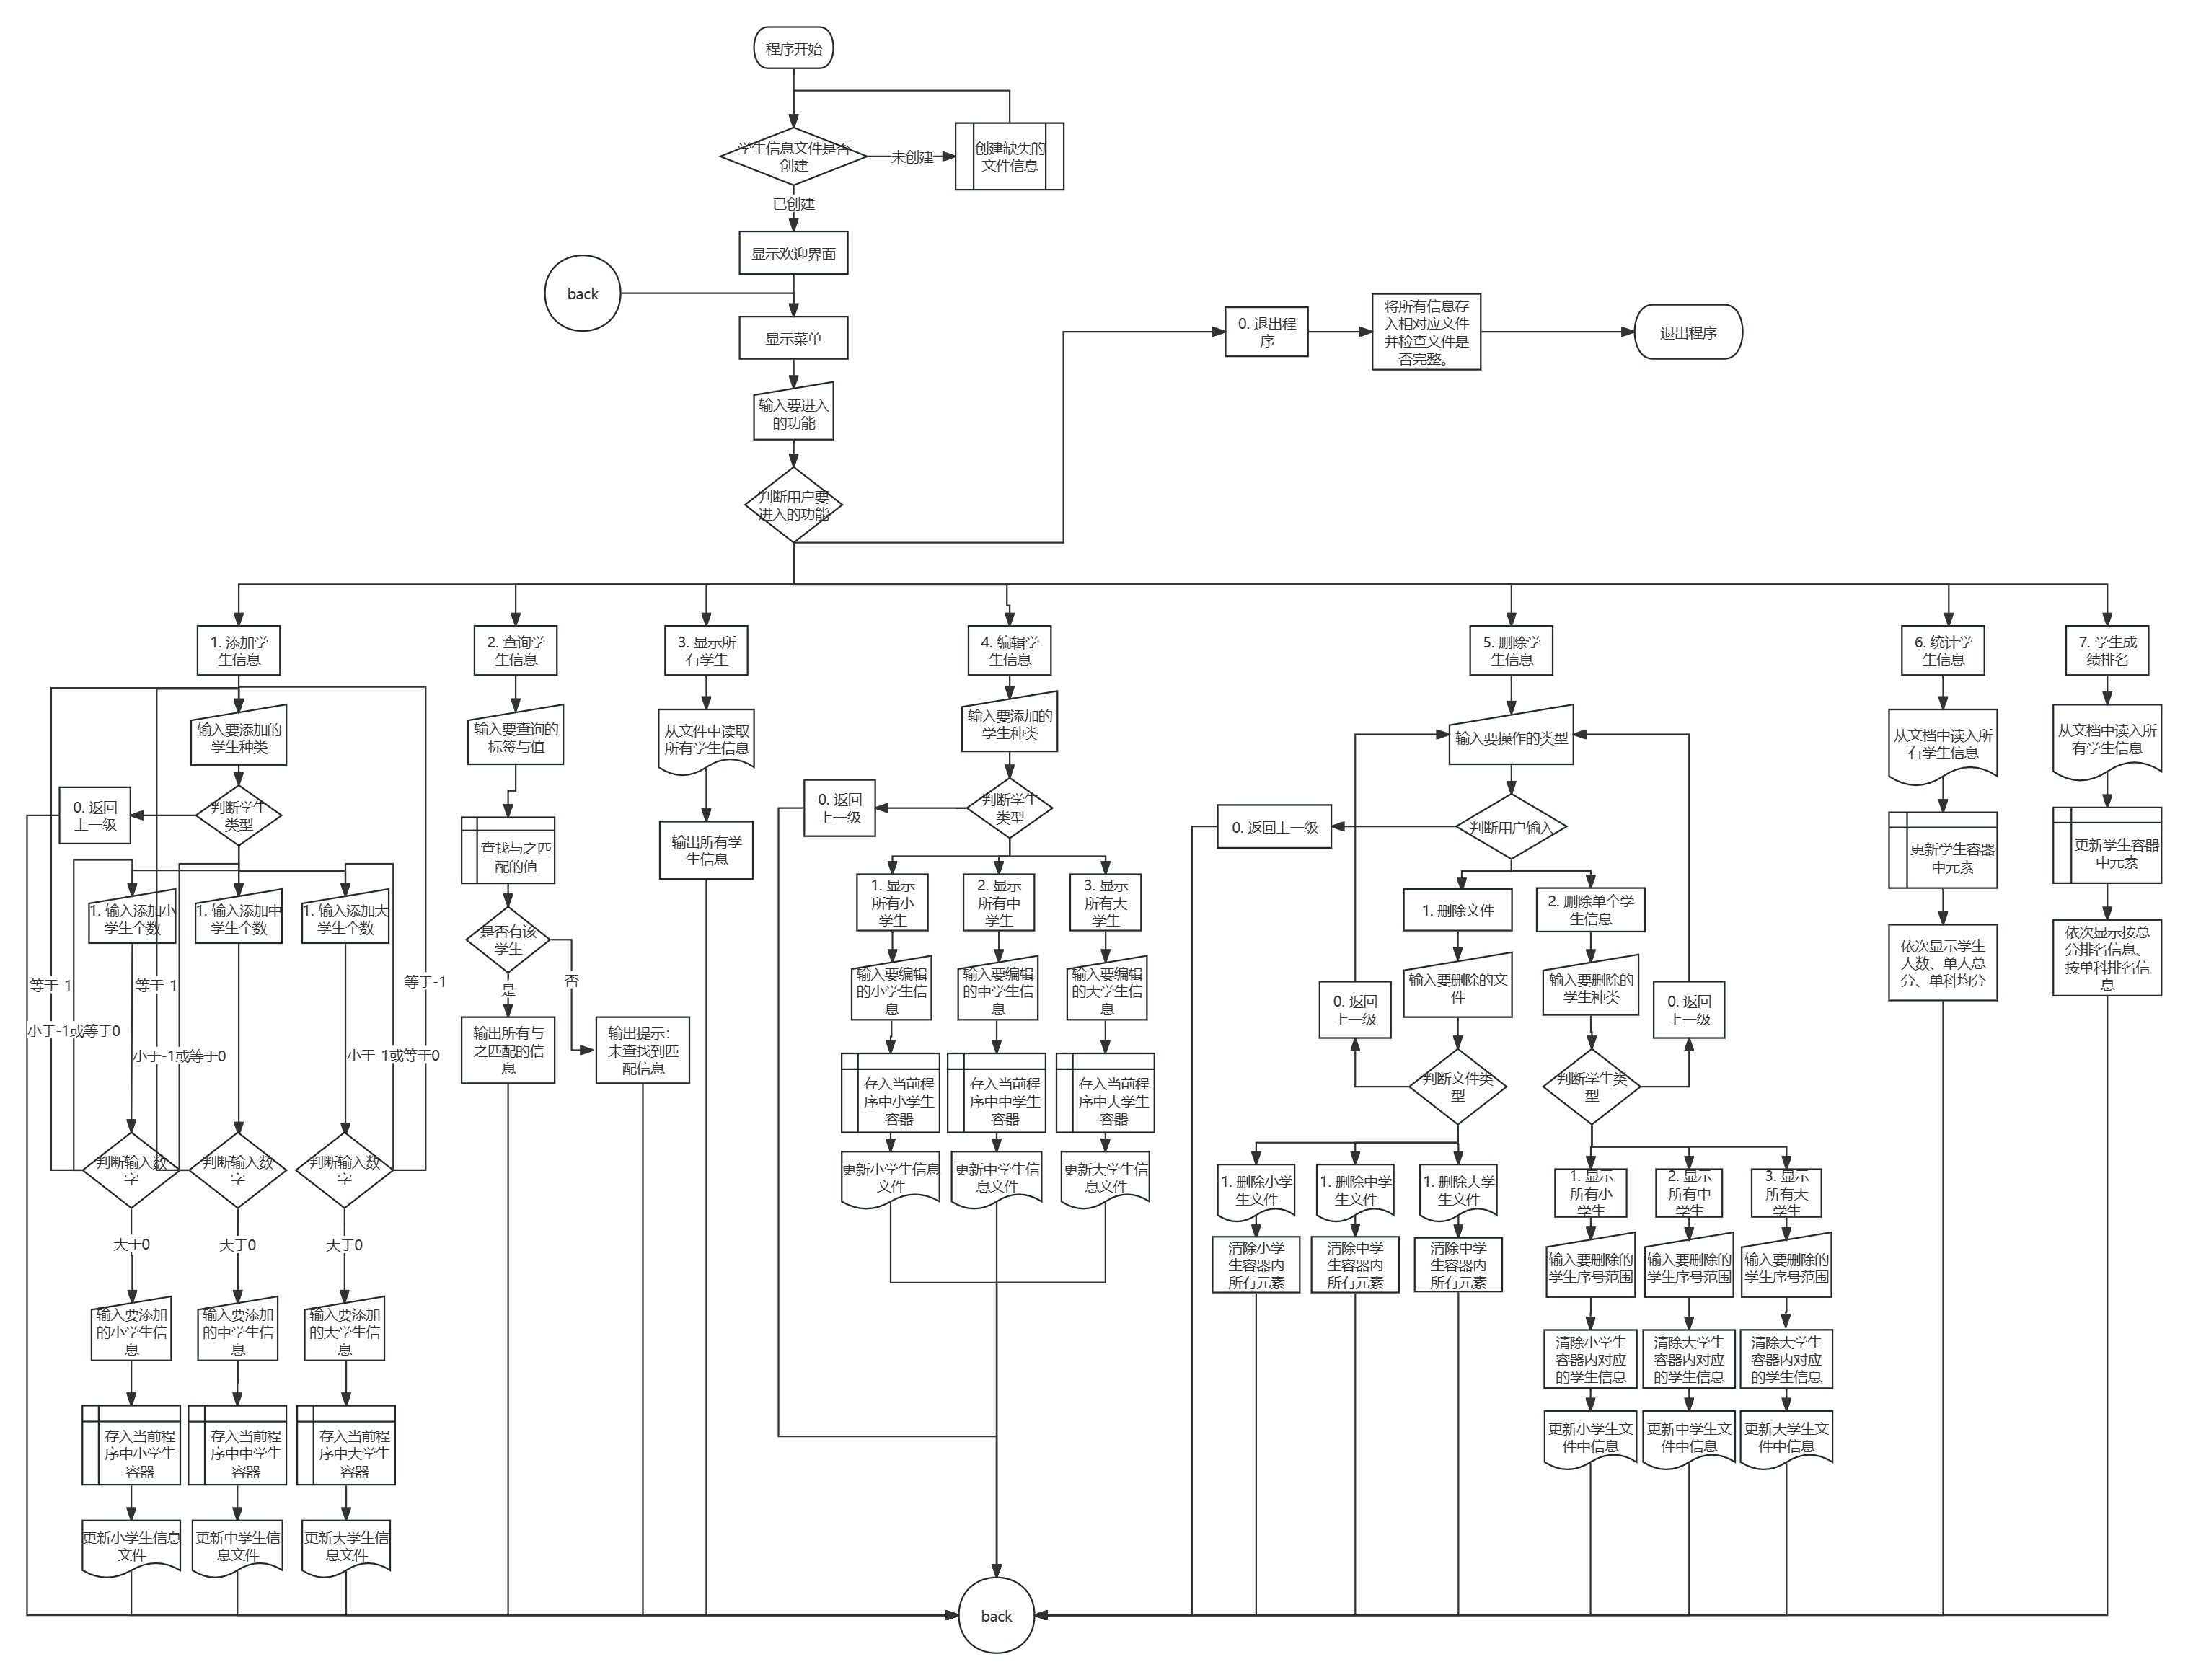 程序开始
学生信息文件是否
创建
未创建
创建缺失的
文件信息
已创建
显示欢迎界面
back
显示菜单
0. 退出程
序
将所有信息存
入相对应文件
并检查文件是
否完整。
退出程序
输入要进入
的功能
判断用户要
进入的功能
1. 添加学
生信息
2. 查询学
生信息
3. 显示所
有学生
4. 编辑学
生信息
5. 删除学
生信息
6. 统计学
生信息
7. 学生成
绩排名
输入要添加的
学生种类
判断学生
类型
0. 返回
上一级
1. 输入添加小
学生个数
1. 输入添加中
学生个数
1. 输入添加大
学生个数
等于-1
等于-1
等于-1
小于-1或等于0
小于-1或等于0
小于-1或等于0
判断输入数
字
判断输入数
字
判断输入数
字
大于0
大于0
大于0
输入要添加
的小学生信
息
输入要添加
的中学生信
息
输入要添加
的大学生信
息
存入当前程
序中小学生
容器
存入当前程
序中中学生
容器
存入当前程
序中大学生
容器
更新小学生信息
文件
更新中学生信
息文件
更新大学生信
息文件
输入要查询的
标签与值
查找与之匹
配的值
是否有该
学生
是
否
输出所有与
之匹配的信
息
输出提示：
未查找到匹
配信息
从文件中读取
所有学生信息
输出所有学
生信息
输入要添加的
学生种类
判断学生
类型
0. 返回
上一级
1. 显示
所有小
学生
2. 显示
所有中
学生
3. 显示
所有大
学生
输入要编辑
的小学生信
息
输入要编辑
的中学生信
息
输入要编辑
的大学生信
息
存入当前程
序中小学生
容器
存入当前程
序中中学生
容器
存入当前程
序中大学生
容器
更新小学生信息
文件
更新中学生信
息文件
更新大学生信
息文件
输入要操作的类型
判断用户输入
0. 返回上一级
1. 删除文件
2. 删除单个学
生信息
输入要删除的文
件
输入要删除的
学生种类
0. 返回
上一级
0. 返回
上一级
判断文件类
型
判断学生类
型
1. 删除小学
生文件
1. 删除中学
生文件
1. 删除大学
生文件
清除小学
生容器内
所有元素
清除中学
生容器内
所有元素
清除中学
生容器内
所有元素
1. 显示
所有小
学生
2. 显示
所有中
学生
3. 显示
所有大
学生
输入要删除的
学生序号范围
输入要删除的
学生序号范围
输入要删除的
学生序号范围
清除小学生
容器内对应
的学生信息
清除大学生
容器内对应
的学生信息
清除大学生
容器内对应
的学生信息
更新小学生文
件中信息
更新中学生文
件中信息
更新大学生文
件中信息
从文档中读入所
有学生信息
更新学生容器
中元素
依次显示学生
人数、单人总
分、单科均分
从文档中读入所
有学生信息
更新学生容器
中元素
依次显示按总
分排名信息、
按单科排名信
息
back